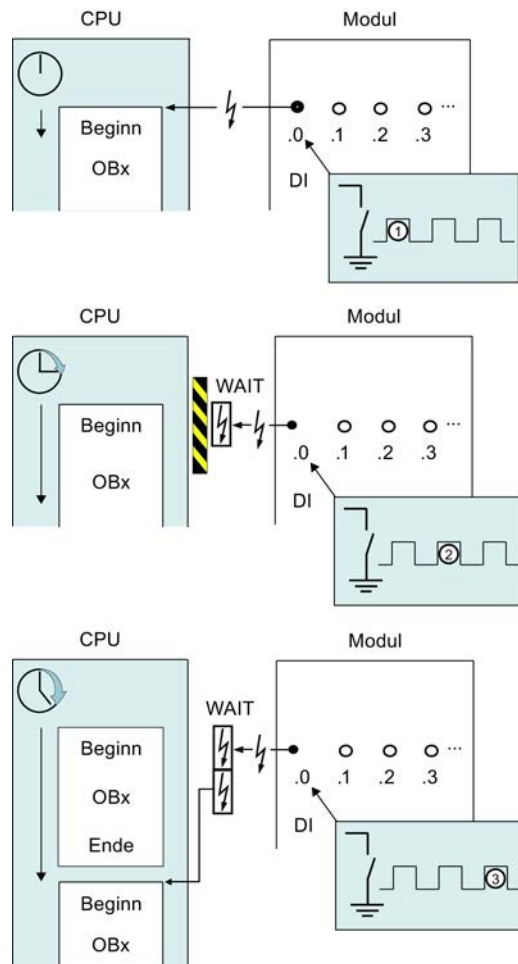 CPU Modul
Beginn
OBx
.0 .1 .2 .3 ...
DI
1
CPU Modul
WAIT
Beginn
OBx
.0 .1 .2 .3 ...
DI
2
CPU Modul
WAIT
Beginn
OBx
Ende
.0 .1 .2 .3 ...
DI
3
Beginn
OBx